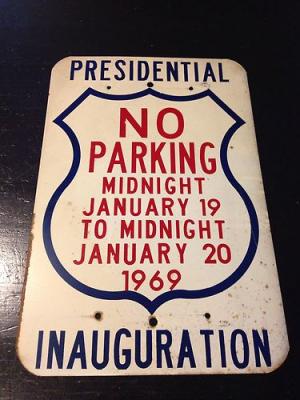 PRESIDENTIAL
NO
PARKING
MIDNIGHT
JANUARY 19
TO MIDNIGHT
JANUARY 20
1969
INAUGURATION